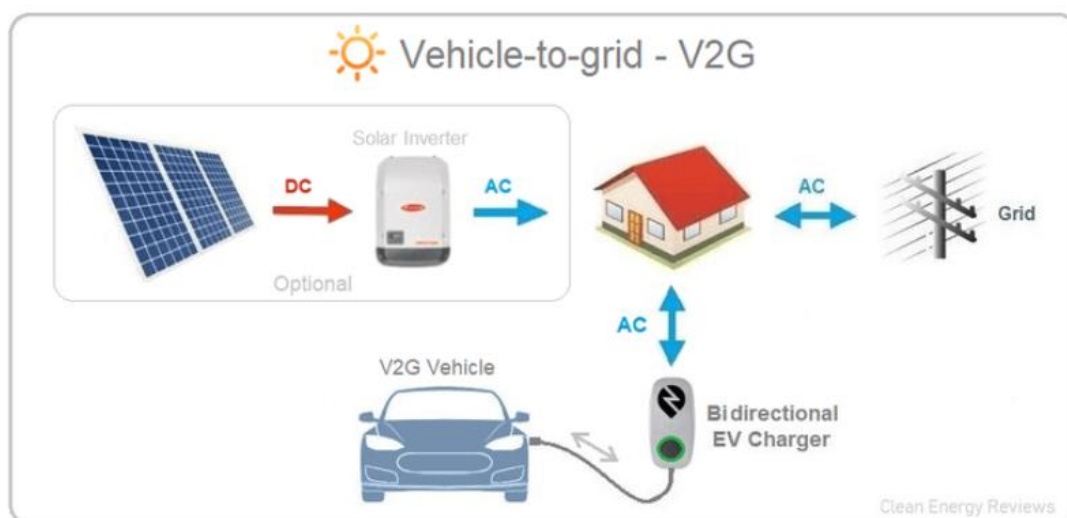 Vehicle-to-grid - V2G
Solar Inverter
DC
AC
AC
Grid
Optional
AC
V2G Vehicle
Bidirectional
EV Charger
Clean Energy Reviews